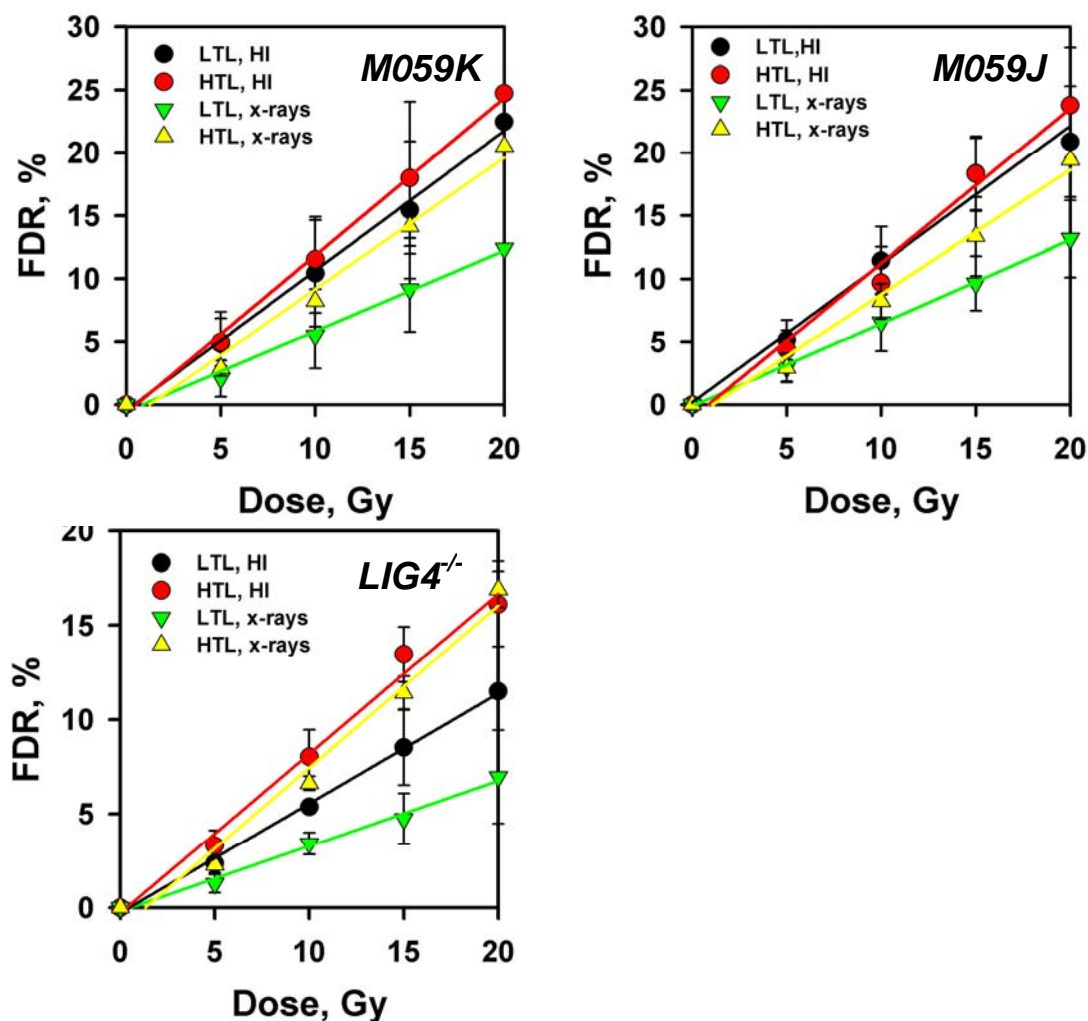 30
25
20
15
10
5
0
FDR, %
LTL, HI
HTL, HI
LTL, x-rays
HTL, x-rays
M059K
0 5 10 15 20
Dose, Gy
30
25
20
15
10
5
0
FDR, %
LTL,HI
HTL, HI
LTL, x-rays
HTL, x-rays
M059J
0 5 10 15 20
Dose, Gy
20
15
10
5
0
FDR, %
LTL, HI
HTL, HI
LTL, x-rays
HTL, x-rays
LIG4-/-
0 5 10 15 20
Dose, Gy